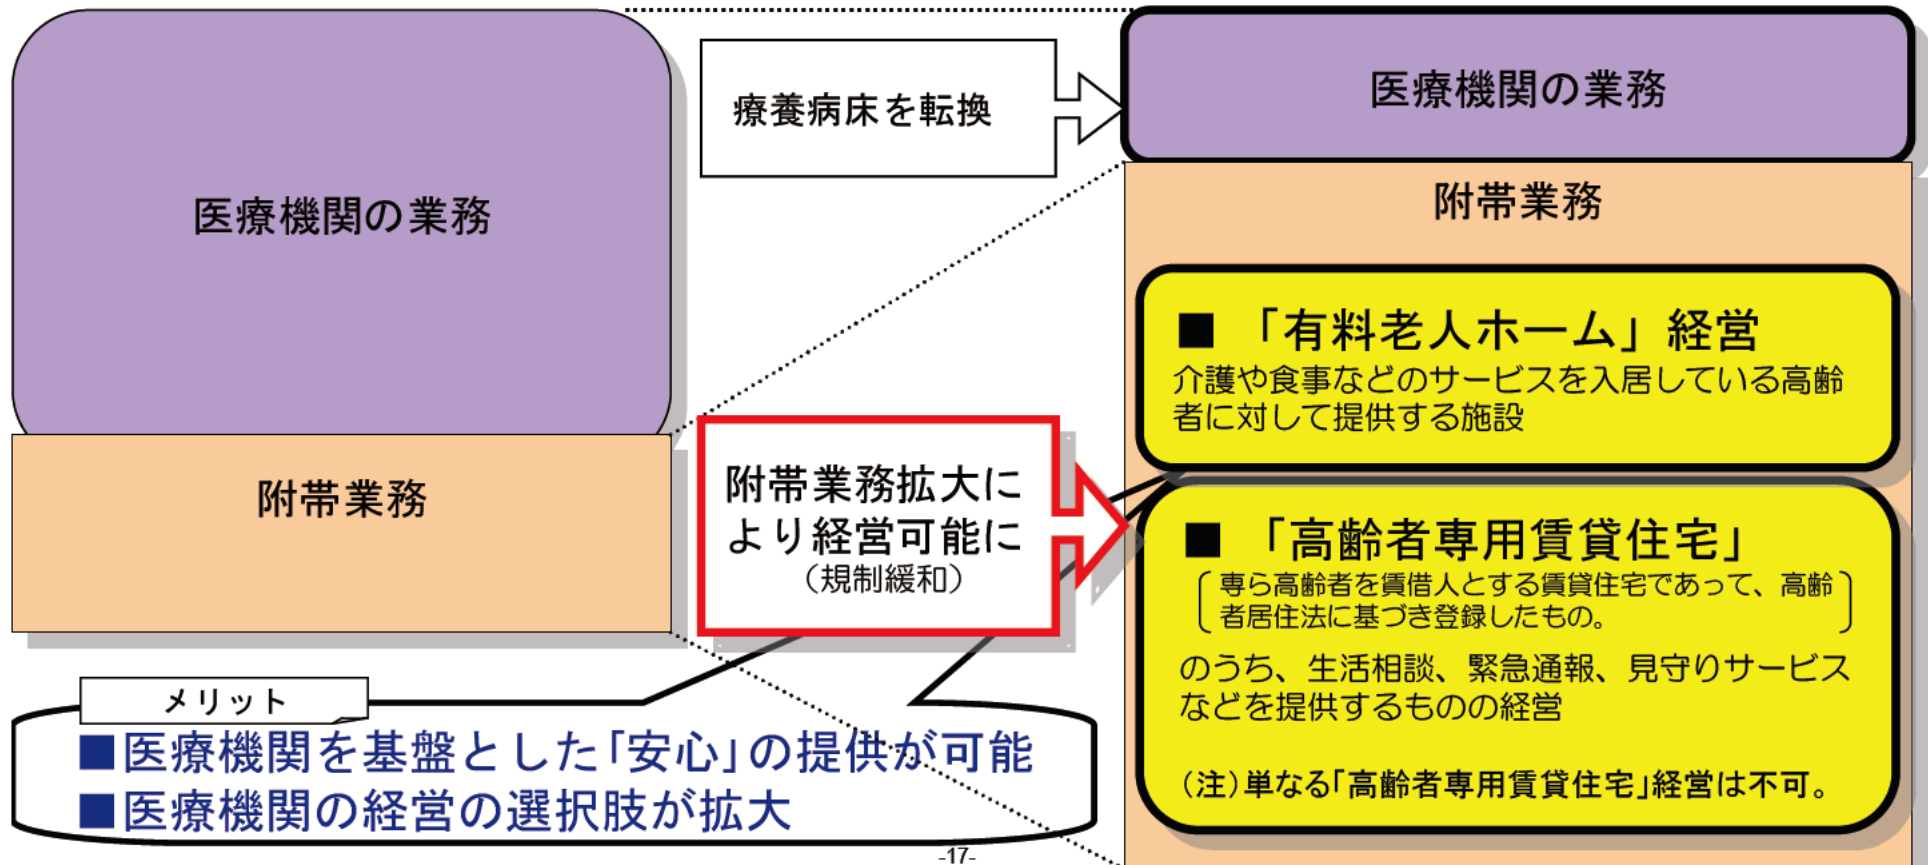 医療機関の業務
附帯業務
療養病床を転換
附帯業務拡大に
より経営可能に
（規制緩和）
医療機関の業務
附帯業務
■ 「有料老人ホーム」経営
介護や食事などのサービスを入居している高齢
者に対して提供する施設
■ 「高齢者専用賃貸住宅」
専ら高齢者を賃借人とする賃貸住宅であって、高齢
者居住法に基づき登録したもの。
のうち、生活相談、緊急通報、見守りサービス
などを提供するものの経営
（注）単なる「高齢者専用賃貸住宅」経営は不可。
メリット
■医療機関を基盤とした「安心」の提供が可能
■医療機関の経営の選択肢が拡大
-17-